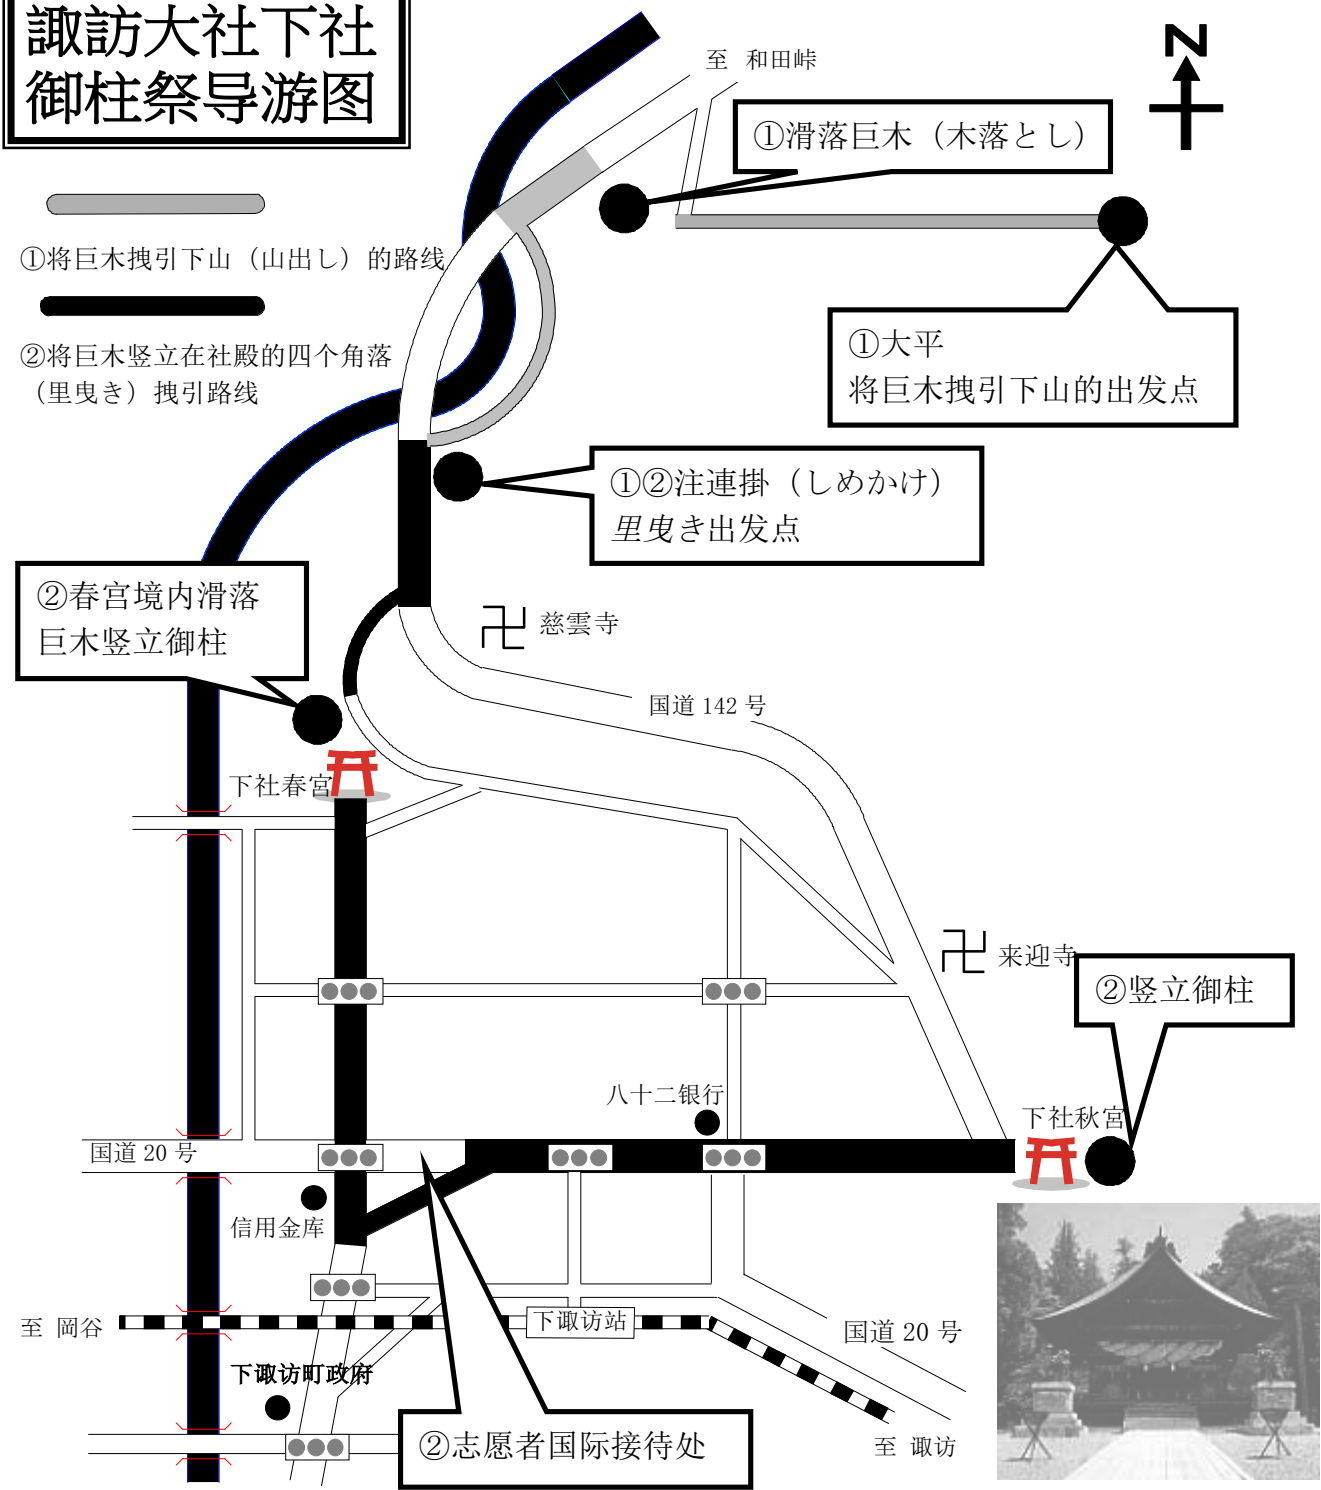 諏訪大社下社
御柱祭导游图
至 和田峠
N
①滑落巨木（木落とし）
①将巨木拽引下山（山出し）的路线
①大平
将巨木拽引下山的出发点
②将巨木竖立在社殿的四个角落
（里曳き）拽引路线
①②注連掛（しめかけ）
里曳き出发点
②春宫境内滑落
巨木竖立御柱
卍 慈雲寺
国道 142 号
下社春宮
卍 来迎寺
②竖立御柱
八十二银行
下社秋宮
国道 20 号
信用金库
至 岡谷
下诹访站
国道 20 号
下诹访町政府
②志愿者国际接待处
至 諏访